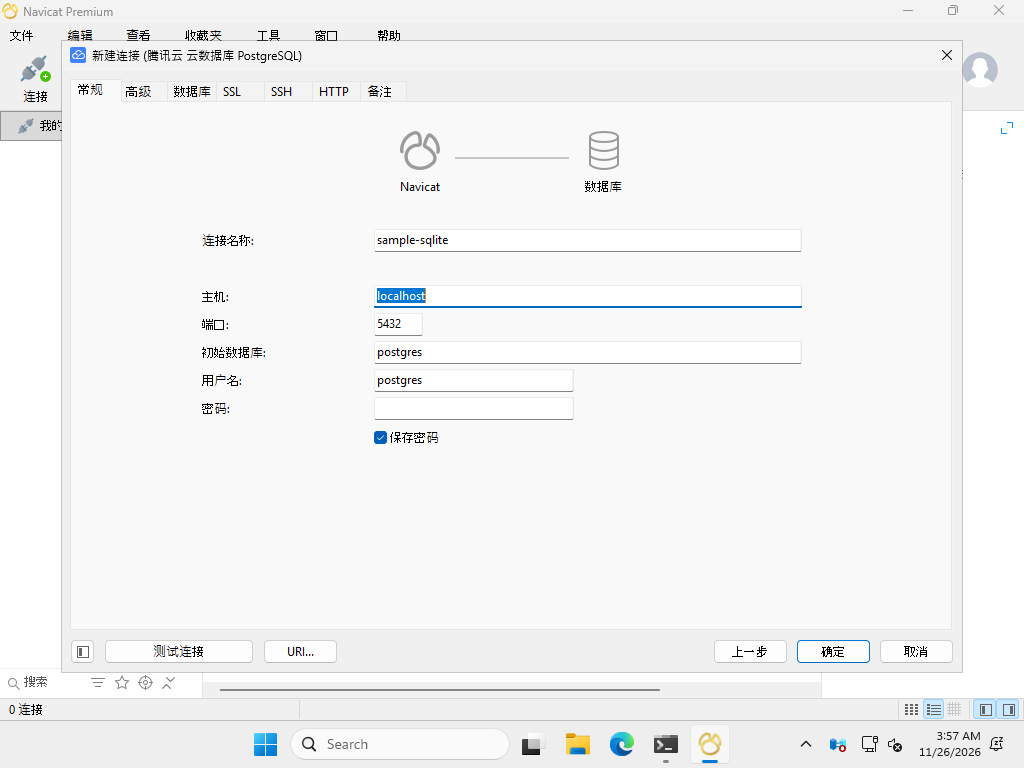 Navicat Premium
文件 编辑 查看 收藏夹 工具 窗口 帮助
新建连接 (腾讯云 云数据库 PostgreSQL)
连接
常规 高级 数据库 SSL SSH HTTP 备注
我的
Navicat 数据库
连接名称: sample-sqlite
主机: localhost
端口: 5432
初始数据库: postgres
用户名: postgres
密码:
保存密码
测试连接 URI... 上一步 确定 取消
搜索
0 连接
Search
3:57 AM
11/26/2026